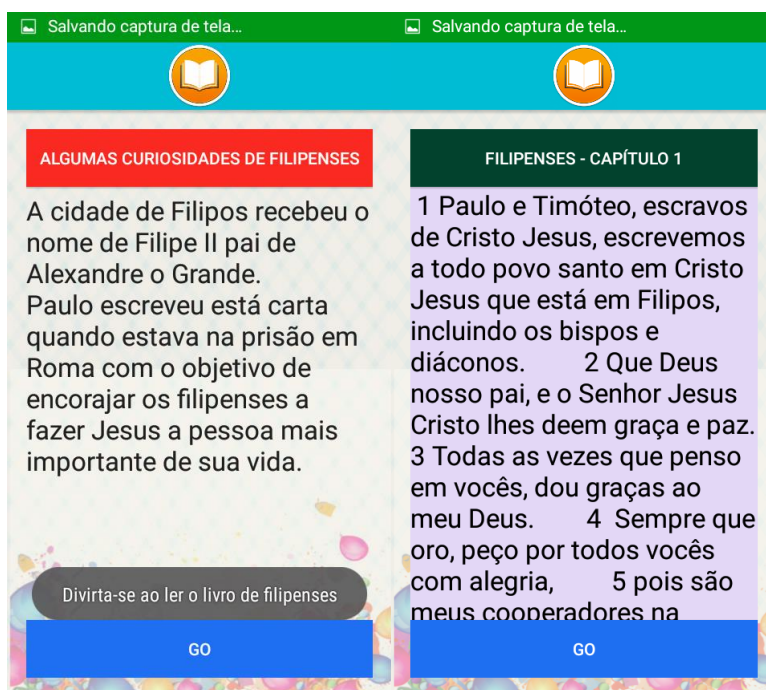 Salvando captura de tela...
ALGUMAS CURIOSIDADES DE FILIPENSES
A cidade de Filipos recebeu o
nome de Filipe II pai de
Alexandre o Grande.
Paulo escreveu está carta
quando estava na prisão em
Roma com o objetivo de
encorajar os filipenses a
fazer Jesus a pessoa mais
importante de sua vida.
Divirta-se ao ler o livro de filipenses
GO
Salvando captura de tela...
FILIPENSES - CAPÍTULO 1
1 Paulo e Timóteo, escravos
de Cristo Jesus, escrevemos
a todo povo santo em Cristo
Jesus que está em Filipos,
incluindo os bispos e
diáconos. 2 Que Deus
nosso pai, e o Senhor Jesus
Cristo lhes deem graça e paz.
3 Todas as vezes que penso
em vocês, dou graças ao
meu Deus. 4 Sempre que
oro, peço por todos vocês
com alegria, 5 pois são
meus cooperadores na
GO